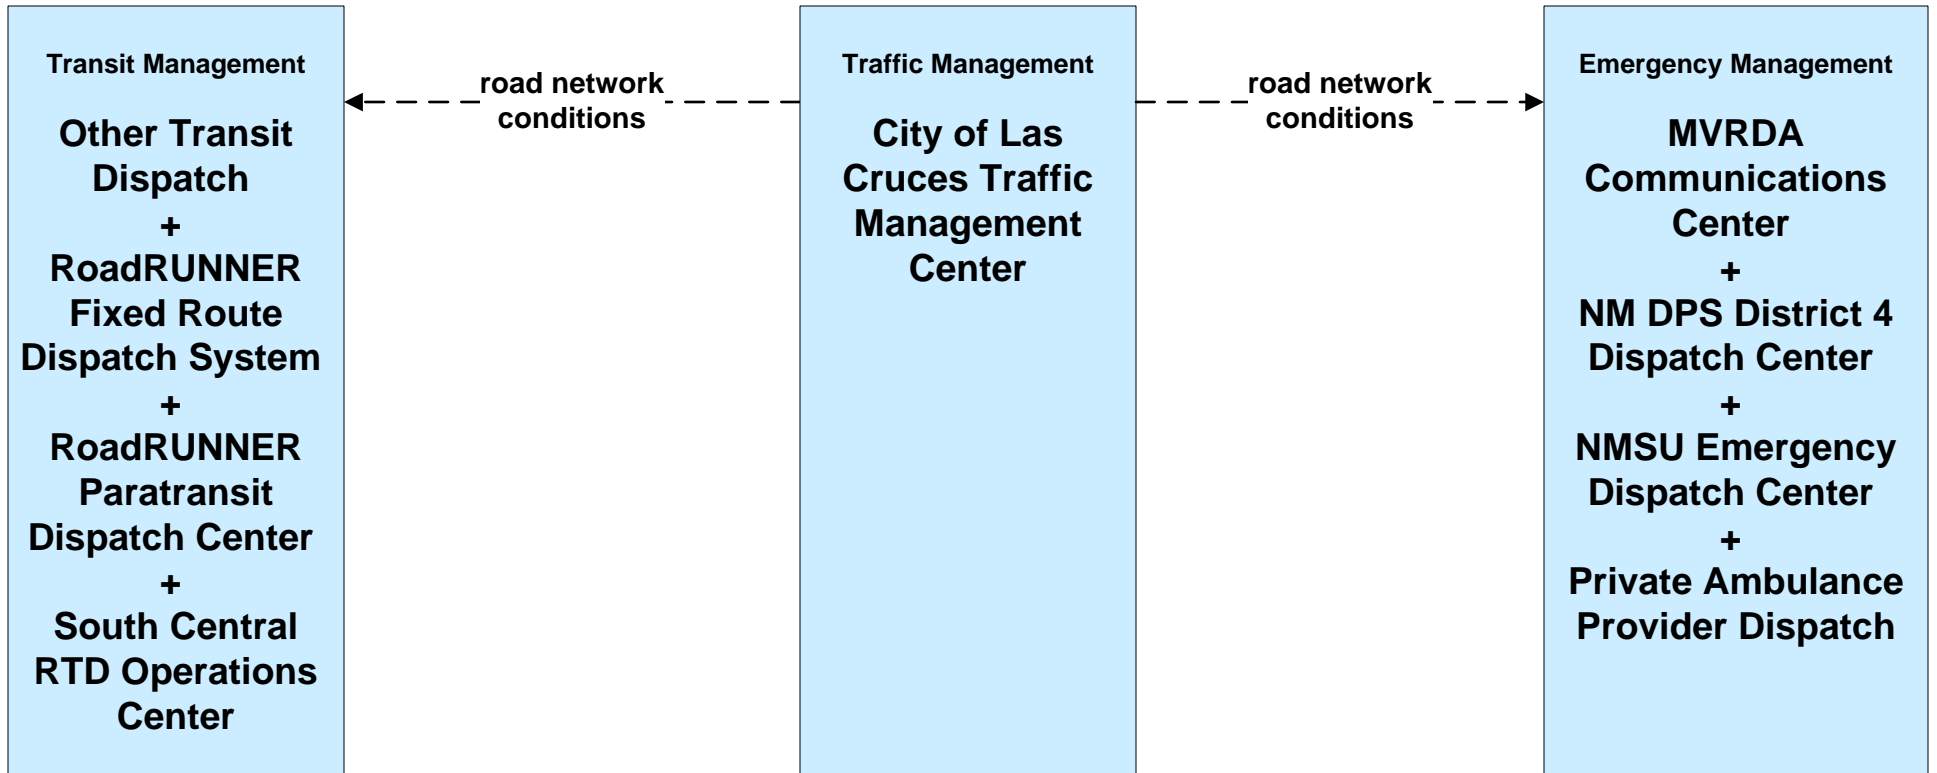 Transit Management
Other Transit
Dispatch
+
RoadRUNNER
Fixed Route
Dispatch System
+
RoadRUNNER
Paratransit
Dispatch Center
+
South Central
RTD Operations
Center
road network
conditions
Traffic Management
City of Las
Cruces Traffic
Management
Center
road network
conditions
Emergency Management
MVRDA
Communications
Center
+
NM DPS District 4
Dispatch Center
+
NMSU Emergency
Dispatch Center
+
Private Ambulance
Provider Dispatch